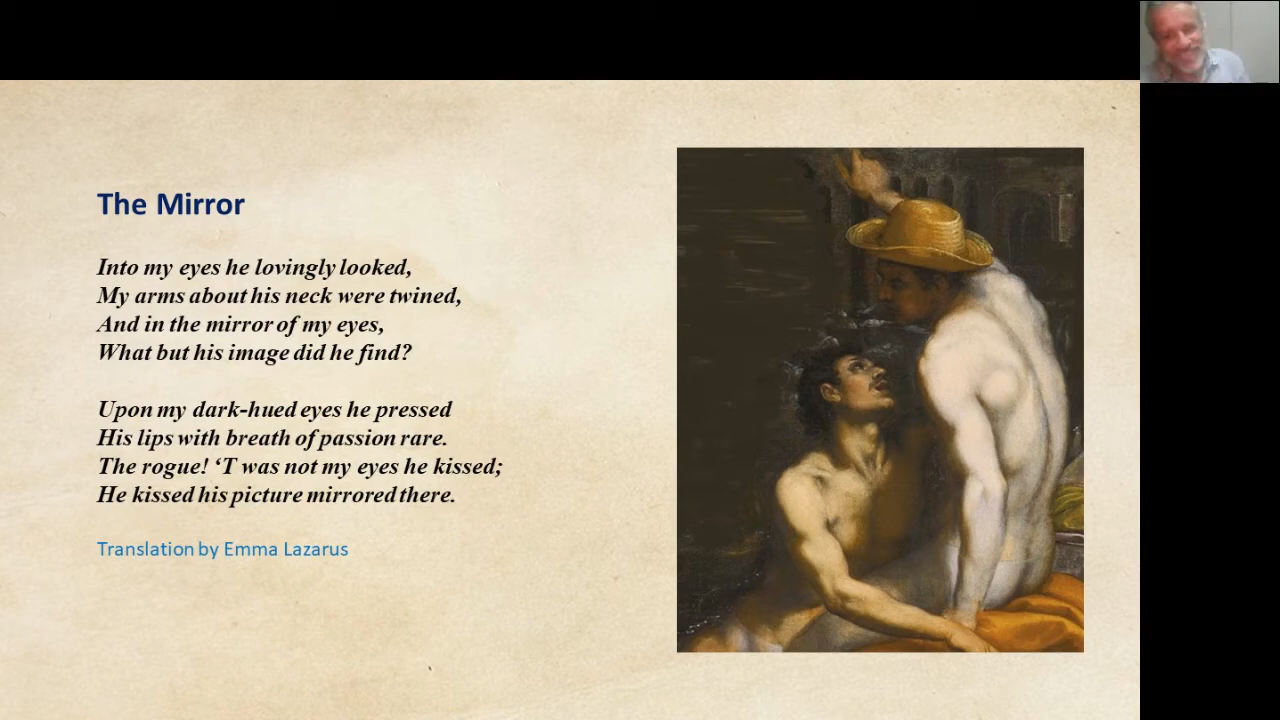 The Mirror
Into my eyes he lovingly looked,
My arms about his neck were twined,
And in the mirror of my eyes,
What but his image did he find?
Upon my dark-hued eyes he pressed
His lips with breath of passion rare.
The rogue! ‘T was not my eyes he kissed;
He kissed his picture mirrored there.
Translation by Emma Lazarus